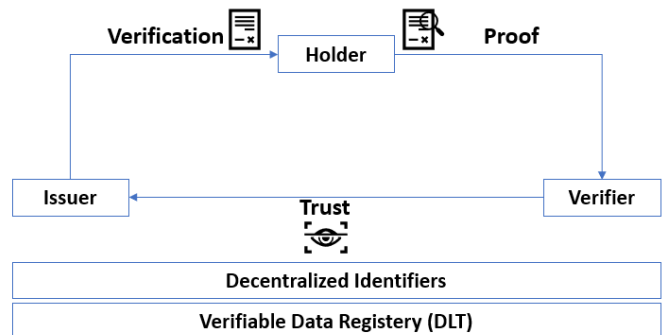 Verification
Proof
Holder
Issuer
Verifier
Trust
Decentralized Identifiers
Verifiable Data Registery (DLT)